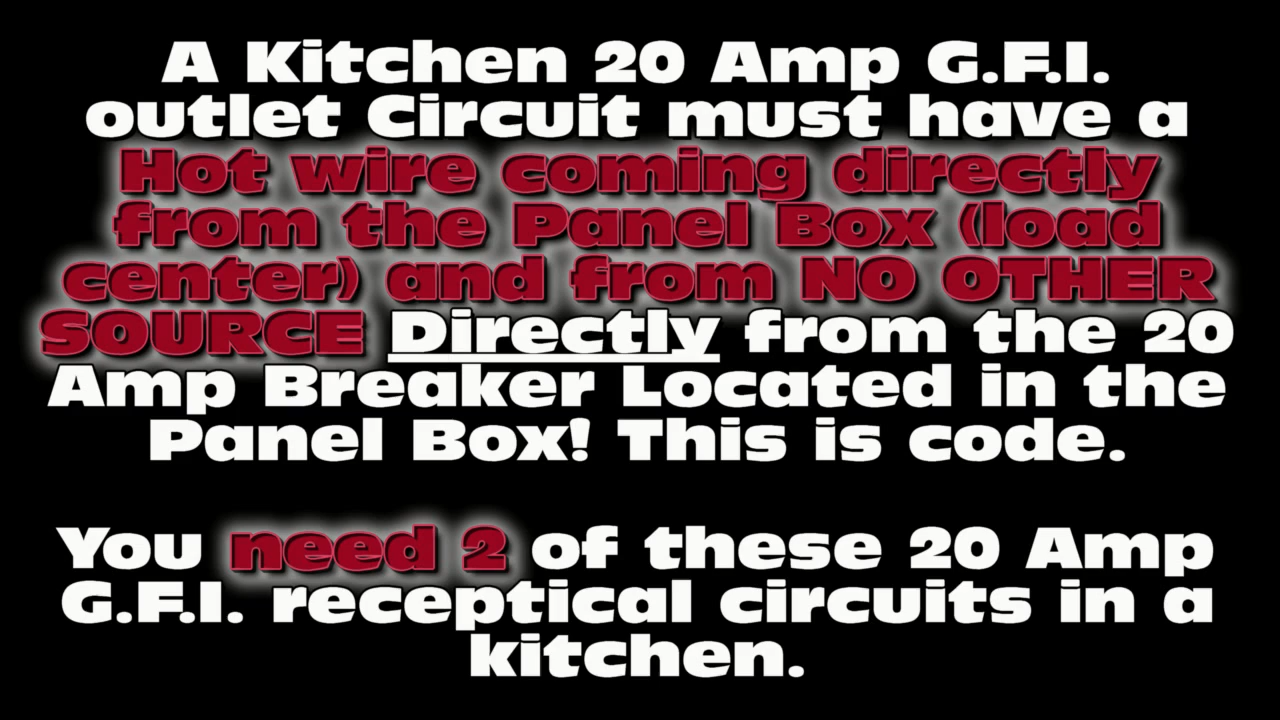 A Kitchen 20 Amp G.F.I.
outlet Circuit must have a
Hot wire coming directly
from the Panel Box (load
center) and from NO OTHER
SOURCE Directly from the 20
Amp Breaker Located in the
Panel Box! This is code.
You need 2 of these 20 Amp
G.F.I. receptical circuits in a
kitchen.